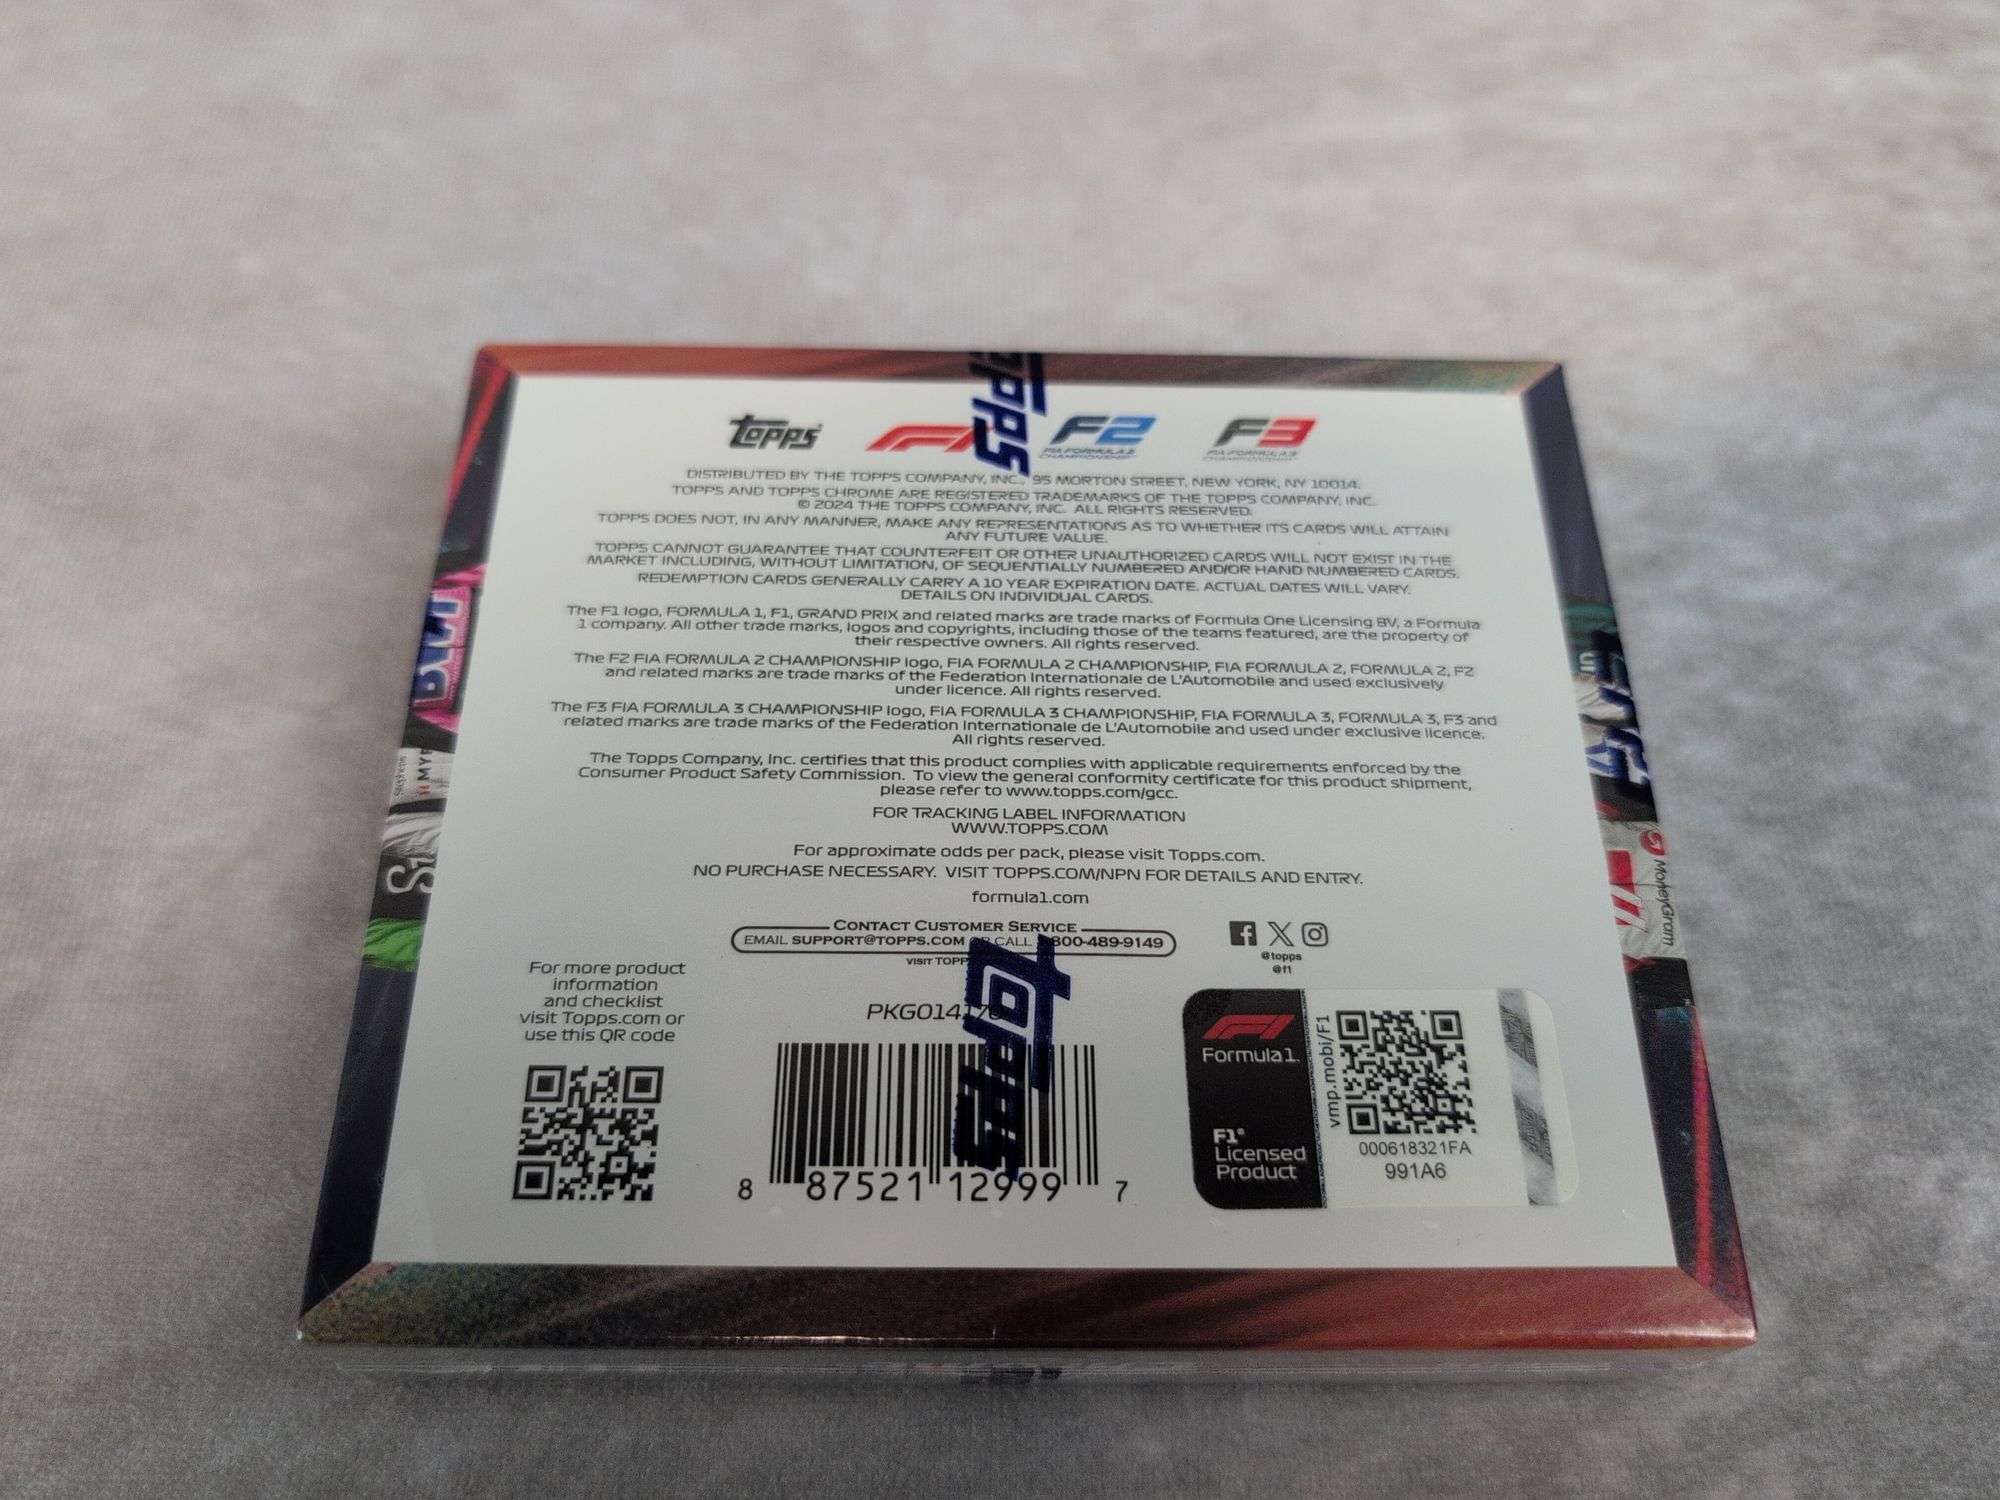 TOPPS
TOPPS
F1
F2
F3
FIA FORMULA 2
CHAMPIONSHIP
FIA FORMULA 3
CHAMPIONSHIP
DISTRIBUTED BY THE TOPPS COMPANY, INC., 95 MORTON STREET, NEW YORK, NY 10014.
TOPPS AND TOPPS CHROME ARE REGISTERED TRADEMARKS OF THE TOPPS COMPANY, INC.
© 2024 THE TOPPS COMPANY, INC. ALL RIGHTS RESERVED.
TOPPS DOES NOT, IN ANY MANNER, MAKE ANY REPRESENTATIONS AS TO WHETHER ITS CARDS WILL ATTAIN
ANY FUTURE VALUE.
TOPPS CANNOT GUARANTEE THAT COUNTERFEIT OR OTHER UNAUTHORIZED CARDS WILL NOT EXIST IN THE
MARKET INCLUDING, WITHOUT LIMITATION, OF SEQUENTIALLY NUMBERED AND/OR HAND NUMBERED CARDS.
REDEMPTION CARDS GENERALLY CARRY A 10 YEAR EXPIRATION DATE. ACTUAL DATES WILL VARY.
DETAILS ON INDIVIDUAL CARDS.
The F1 logo, FORMULA 1, F1, GRAND PRIX and related marks are trade marks of Formula One Licensing BV, a Formula
1 company. All other trade marks, logos and copyrights, including those of the teams featured, are the property of
their respective owners. All rights reserved.
The F2 FIA FORMULA 2 CHAMPIONSHIP logo, FIA FORMULA 2 CHAMPIONSHIP, FIA FORMULA 2, FORMULA 2, F2
and related marks are trade marks of the Federation Internationale de L'Automobile and used exclusively
under licence. All rights reserved.
The F3 FIA FORMULA 3 CHAMPIONSHIP logo, FIA FORMULA 3 CHAMPIONSHIP, FIA FORMULA 3, FORMULA 3, F3 and
related marks are trade marks of the Federation Internationale de L'Automobile and used under exclusive licence.
All rights reserved.
The Topps Company, Inc. certifies that this product complies with applicable requirements enforced by the
Consumer Product Safety Commission. To view the general conformity certificate for this product shipment,
please refer to www.topps.com/gcc.
FOR TRACKING LABEL INFORMATION
WWW.TOPPS.COM
For approximate odds per pack, please visit Topps.com.
NO PURCHASE NECESSARY. VISIT TOPPS.COM/NPN FOR DETAILS AND ENTRY.
formula1.com
CONTACT CUSTOMER SERVICE
EMAIL SUPPORT@TOPPS.COM OR CALL 800-489-9149
VISIT TOPP
@topps
@f1
TOPPS
For more product
information
and checklist
visit Topps.com or
use this QR code
PKG014
8 87521 12999 7
Formula 1.
F1®
Licensed
Product
vmp.mobi/F1
000618321FA
991A6
MoneyGram